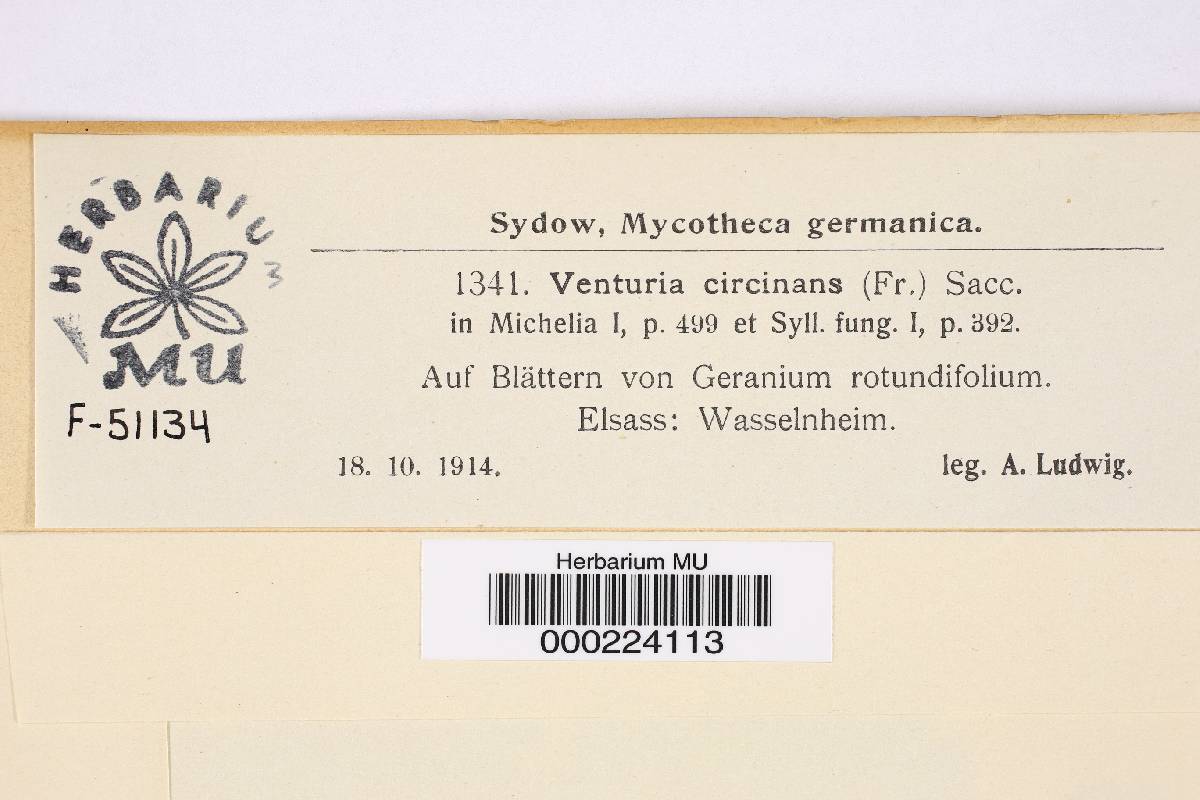 HERBARIUM
MU
F-51134
Sydow, Mycotheca germanica.
1341. Venturia circinans (Fr.) Sacc.
in Michelia I, p. 499 et Syll. fung. I, p. 392.
Auf Blättern von Geranium rotundifolium.
Elsass: Wasselnheim.
18. 10. 1914. leg. A. Ludwig.
Herbarium MU
000224113